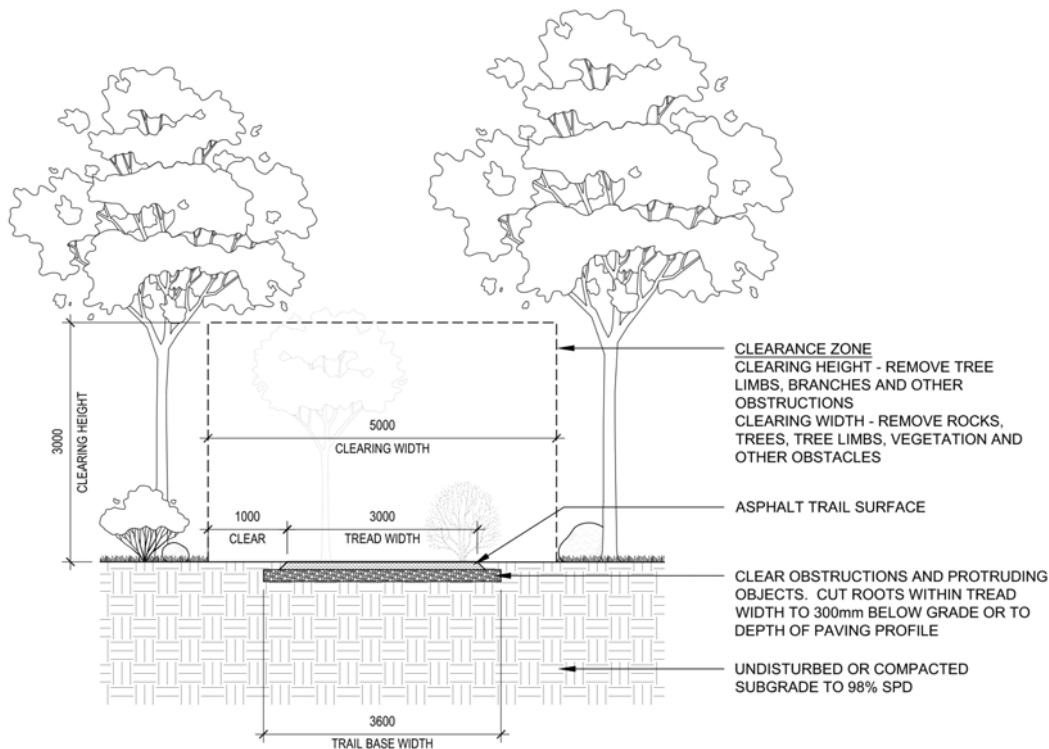 3000
CLEARING HEIGHT
5000
CLEARING WIDTH
1000
CLEAR
3000
TREAD WIDTH
3600
TRAIL BASE WIDTH
CLEARANCE ZONE
CLEARING HEIGHT - REMOVE TREE
LIMBS, BRANCHES AND OTHER
OBSTRUCTIONS
CLEARING WIDTH - REMOVE ROCKS,
TREES, TREE LIMBS, VEGETATION AND
OTHER OBSTACLES
ASPHALT TRAIL SURFACE
CLEAR OBSTRUCTIONS AND PROTRUDING
OBJECTS. CUT ROOTS WITHIN TREAD
WIDTH TO 300mm BELOW GRADE OR TO
DEPTH OF PAVING PROFILE
UNDISTURBED OR COMPACTED
SUBGRADE TO 98% SPD